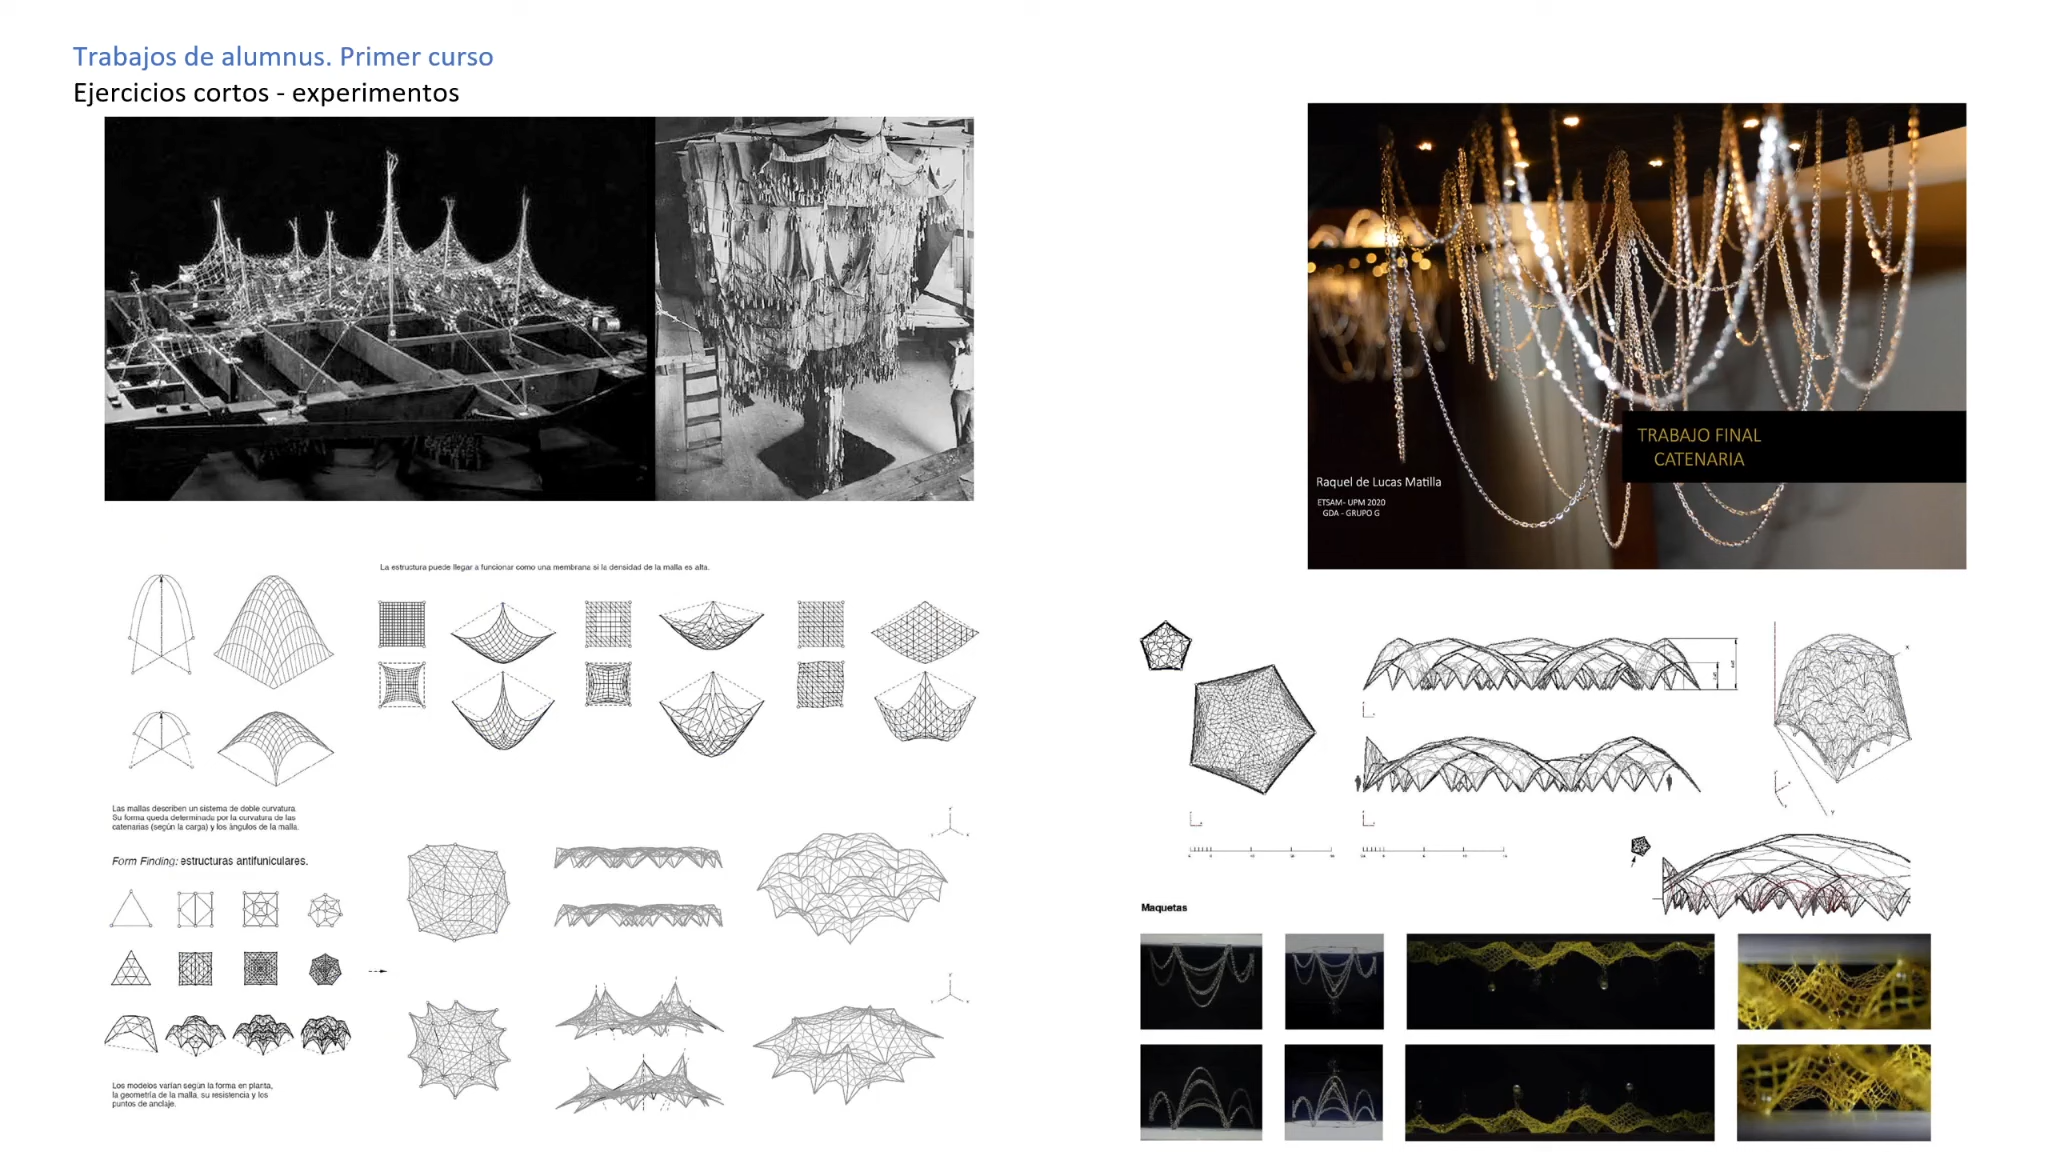 Trabajos de alumnus. Primer curso
Ejercicios cortos - experimentos
TRABAJO FINAL
CATENARIA
Raquel de Lucas Matilla
ETSAM- UPM 2020
GDA - GRUPO G
La estructura puede llegar a funcionar como una membrana si la densidad de la malla es alta.
Las mallas describen un sistema de doble curvatura.
Su forma queda determinada por la curvatura de las
catenarias (según la carga) y los ángulos de la malla.
Form Finding: estructuras antifuniculares.
Los modelos varían según la forma en planta,
la geometría de la malla, su resistencia y los
puntos de anclaje.
Maquetas